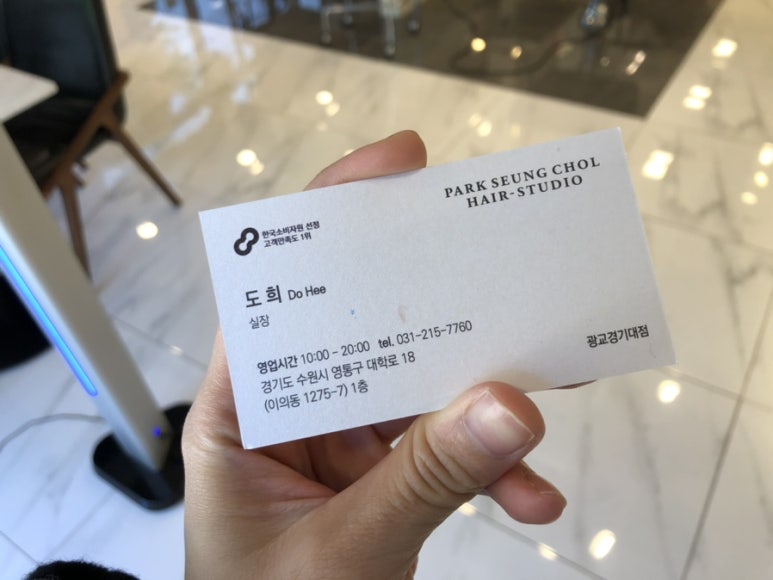 PARK SEUNG CHOL
HAIR-STUDIO
한국소비자원 선정
고객만족도 1위
도희 Do Hee
실장
영업시간 10:00 - 20:00 tel. 031-215-7760
경기도 수원시 영통구 대학로 18
(이의동 1275-7) 1층
광교경기대점